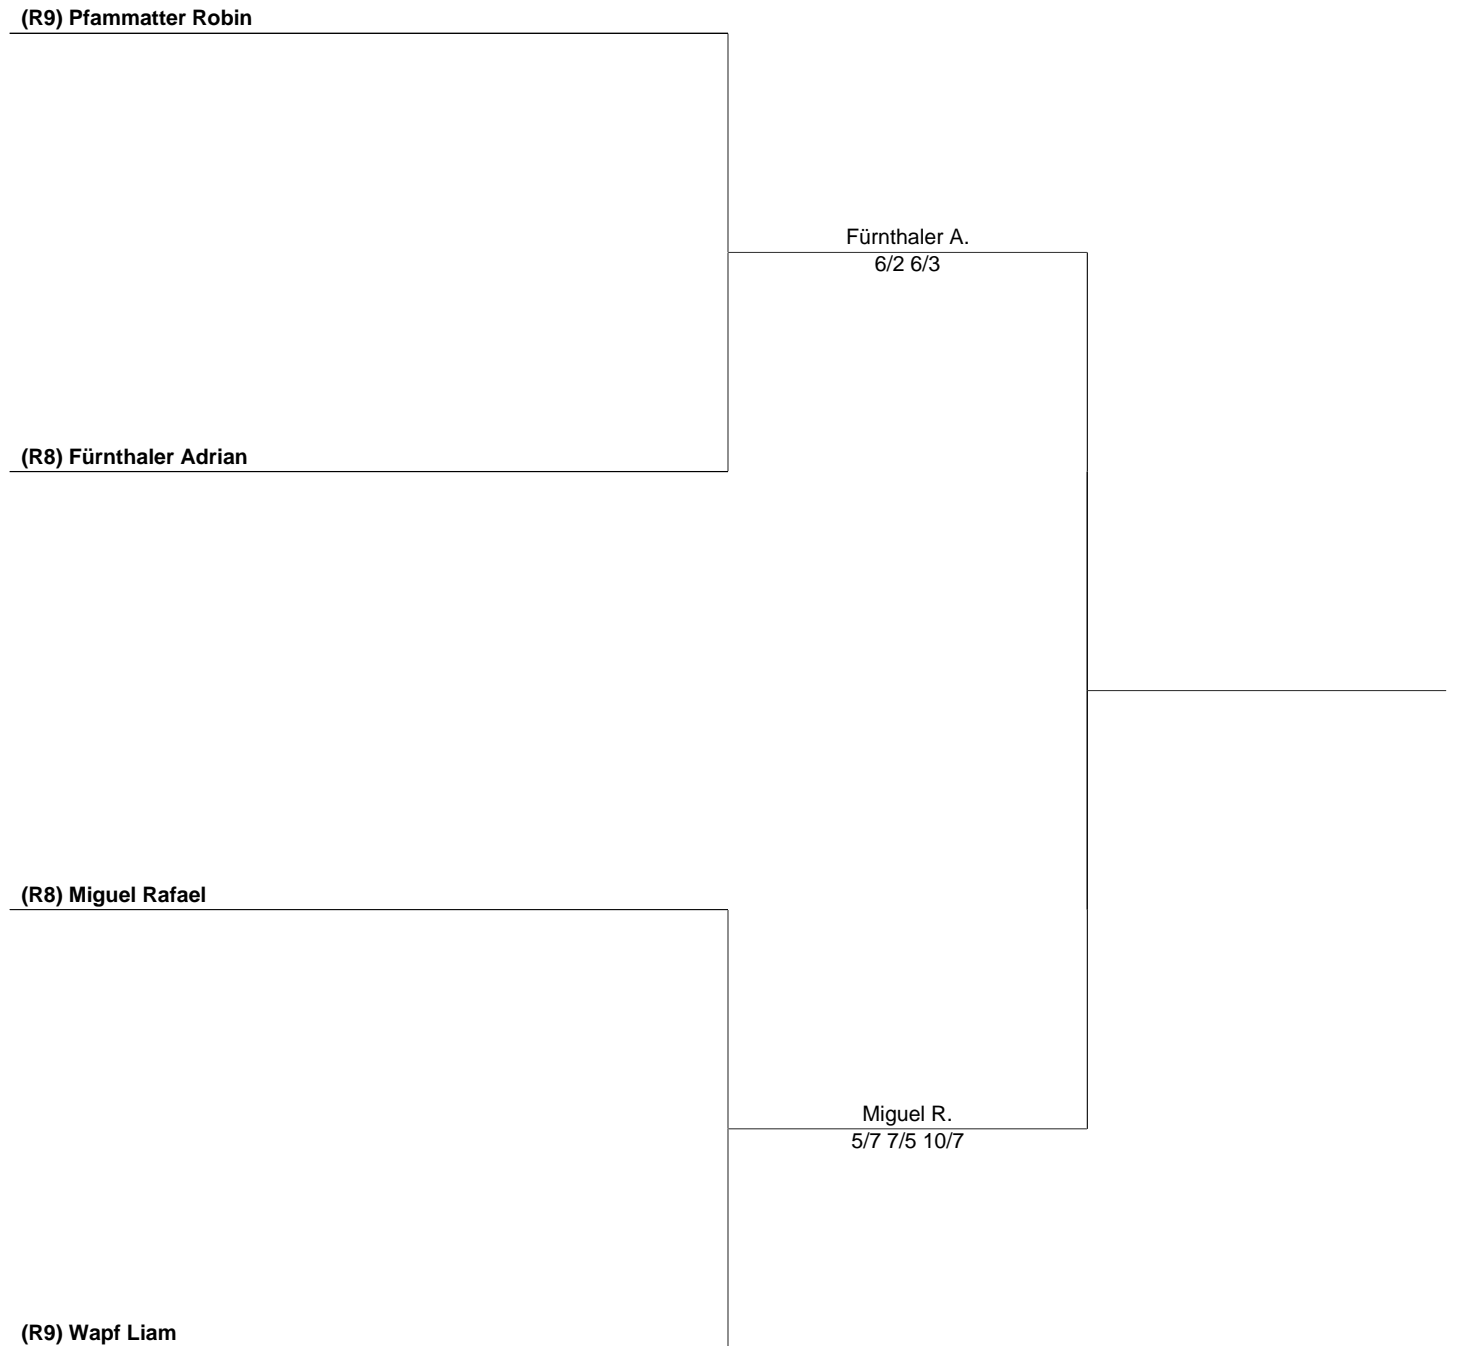 (R9) Pfammatter Robin
Fürnthaler A.
6/2 6/3
(R8) Fürnthaler Adrian
(R8) Miguel Rafael
Miguel R.
5/7 7/5 10/7
(R9) Wapf Liam